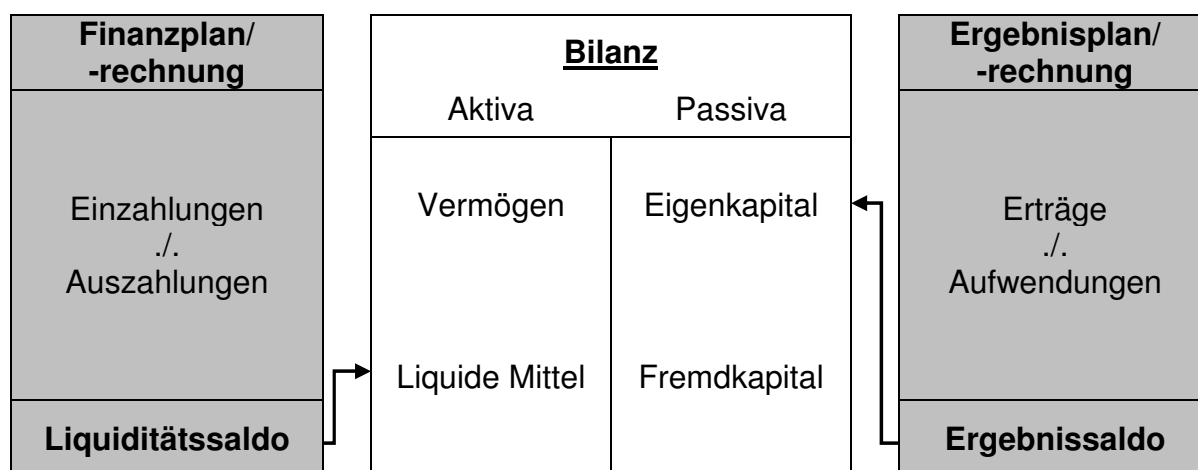 Finanzplan/
-rechnung
Einzahlungen
./.
Auszahlungen
Liquiditätssaldo
Bilanz
Aktiva Passiva
Vermögen Eigenkapital
Liquide Mittel Fremdkapital
Ergebnisplan/
-rechnung
Erträge
./.
Aufwendungen
Ergebnissaldo